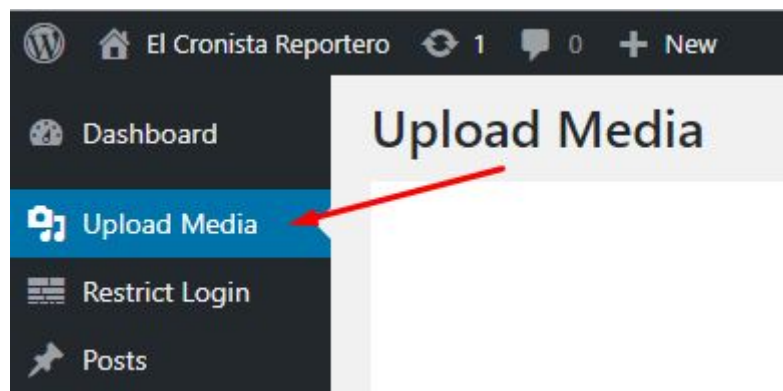 El Cronista Reportero 1 0 + New
Dashboard
Upload Media
Upload Media
Restrict Login
Posts